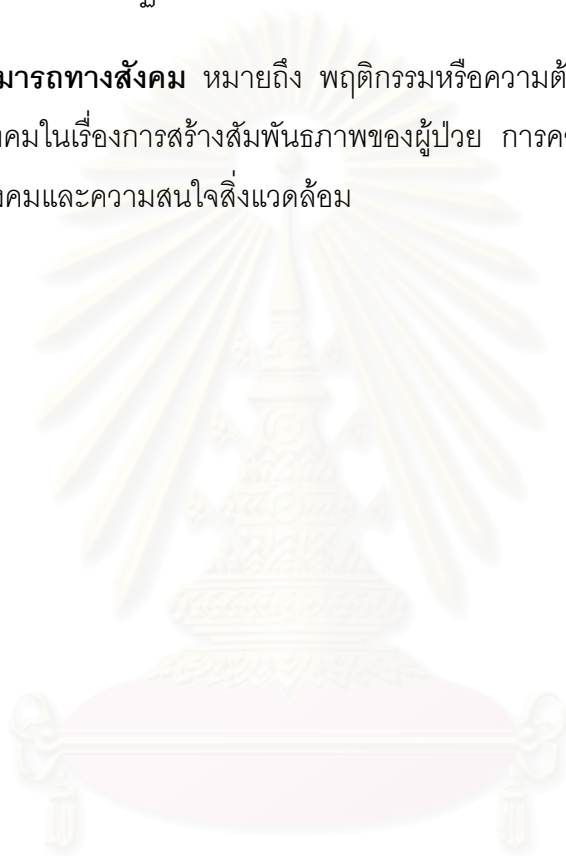 มารถทางสังคม หมายถึง พฤติกรรมหรือความต้
งคมในเรื่องการสร้างสัมพันธภาพของผู้ป่วย การค
งคมและความสนใจสิ่งแวดล้อม